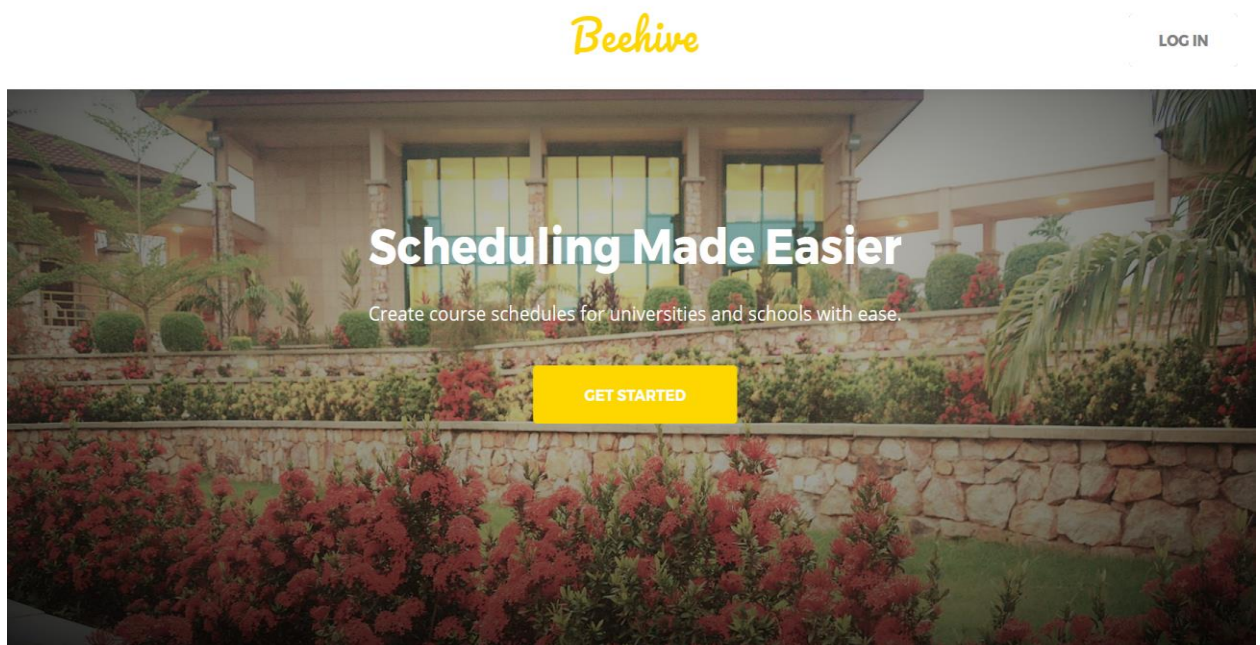 Beehive
LOG IN
Scheduling Made Easier
Create course schedules for universities and schools with ease.
GET STARTED